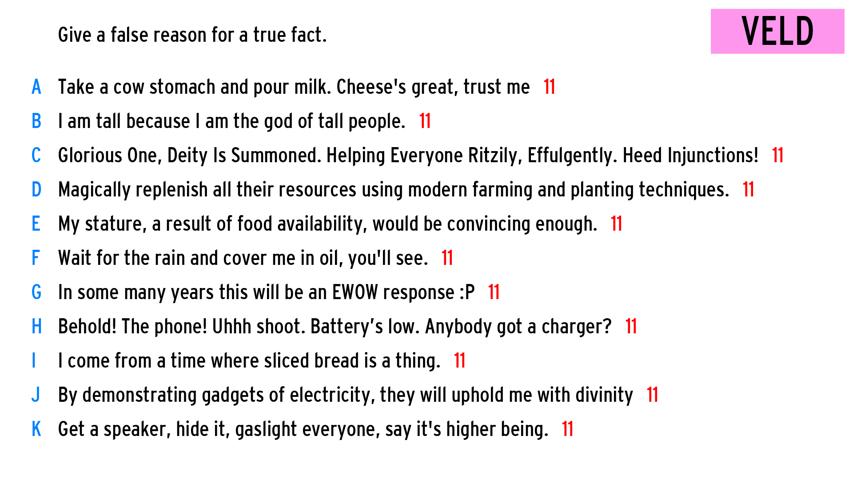 Give a false reason for a true fact.
VELD
A Take a cow stomach and pour milk. Cheese's great, trust me 11
B I am tall because I am the god of tall people. 11
C Glorious One, Deity Is Summoned. Helping Everyone Ritzily, Effulgently. Heed Injunctions! 11
D Magically replenish all their resources using modern farming and planting techniques. 11
E My stature, a result of food availability, would be convincing enough. 11
F Wait for the rain and cover me in oil, you'll see. 11
G In some many years this will be an EWOW response :P 11
H Behold! The phone! Uhhh shoot. Battery’s low. Anybody got a charger? 11
I I come from a time where sliced bread is a thing. 11
J By demonstrating gadgets of electricity, they will uphold me with divinity 11
K Get a speaker, hide it, gaslight everyone, say it's higher being. 11